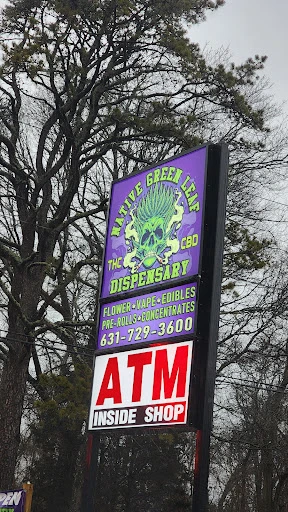 NATIVE GREEN LEAF
THC CBD
DISPENSARY
FLOWER • VAPE • EDIBLES
PRE-ROLLS • CONCENTRATES
631-729-3600
ATM
INSIDE SHOP